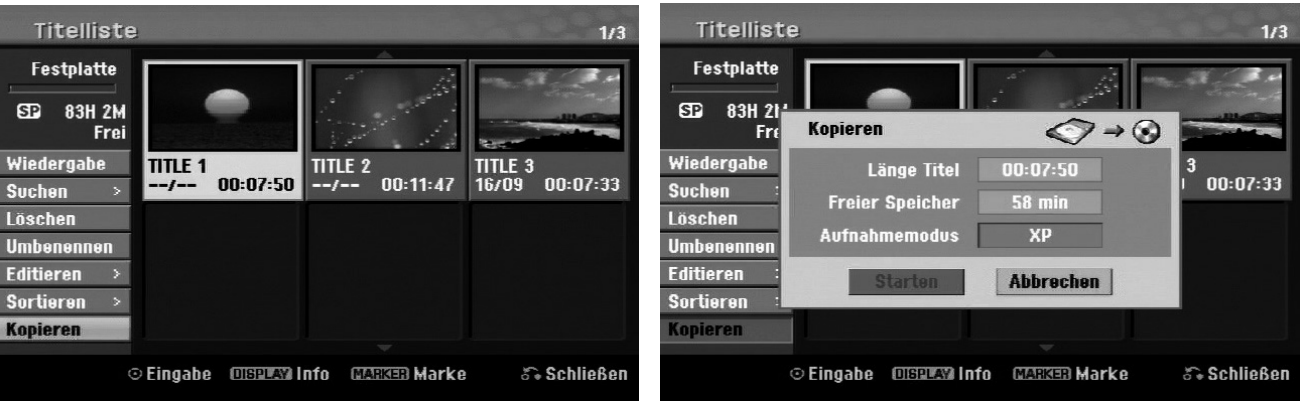 Titelliste
1/3
Festplatte
SP 83H 2M
Frei
Wiedergabe
Suchen >
Löschen
Umbenennen
Editieren >
Sortieren >
Kopieren
TITLE 1
--/-- 00:07:50
TITLE 2
--/-- 00:11:47
TITLE 3
16/09 00:07:33
Eingabe DISPLAY Info MARKER Marke Schließen
Titelliste
1/3
Festplatte
SP 83H 2M
Frei
Wiedergabe
Suchen
Löschen
Umbenennen
Editieren
Sortieren
Kopieren
3
00:07:33
Kopieren
Länge Titel 00:07:50
Freier Speicher 58 min
Aufnahmemodus XP
Starten Abbrechen
Eingabe DISPLAY Info MARKER Marke Schließen